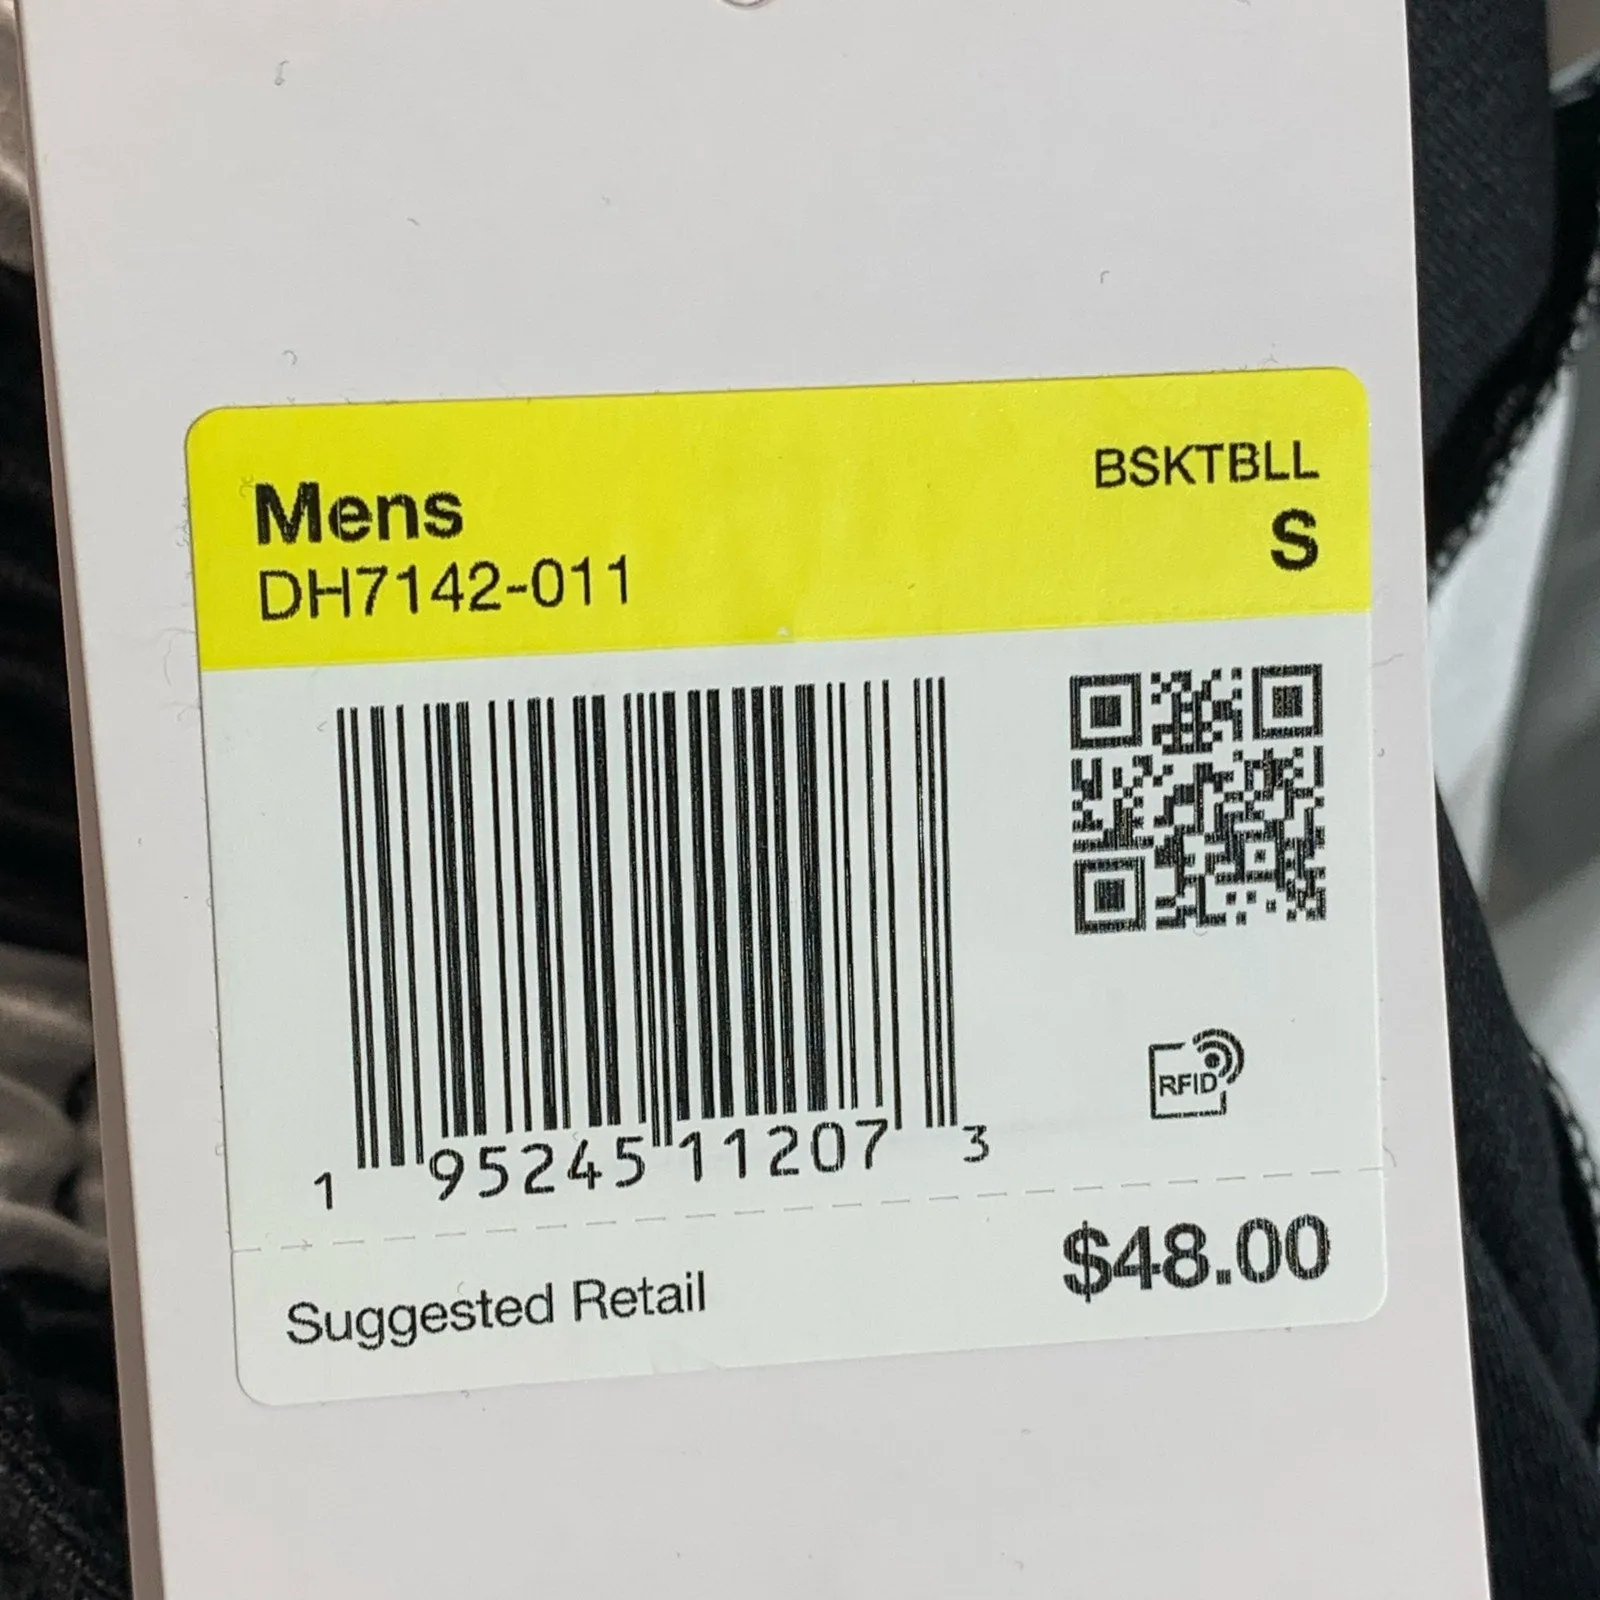 Mens
BSKTBLL
DH7142-011
S
RFID
1 95245 11207 3
Suggested Retail
$48.00